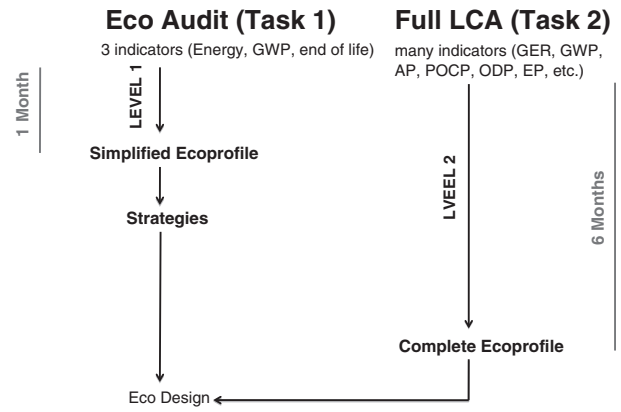 Eco Audit (Task 1)
3 indicators (Energy, GWP, end of life)
1 Month
LEVEL 1
Simplified Ecoprofile
Strategies
Eco Design
Full LCA (Task 2)
many indicators (GER, GWP,
AP, POCP, ODP, EP, etc.)
LVEEL 2
6 Months
Complete Ecoprofile